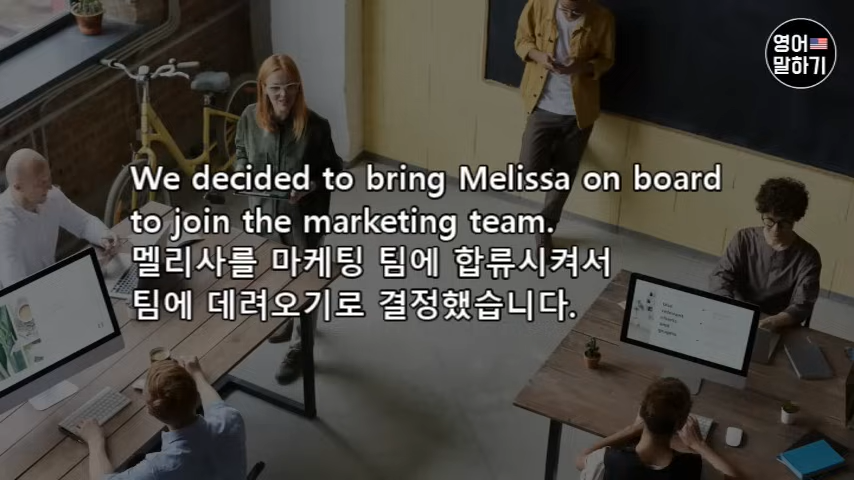 영어
말하기
We decided to bring Melissa on board
to join the marketing team.
멜리사를 마케팅 팀에 합류시켜서
팀에 데려오기로 결정했습니다.